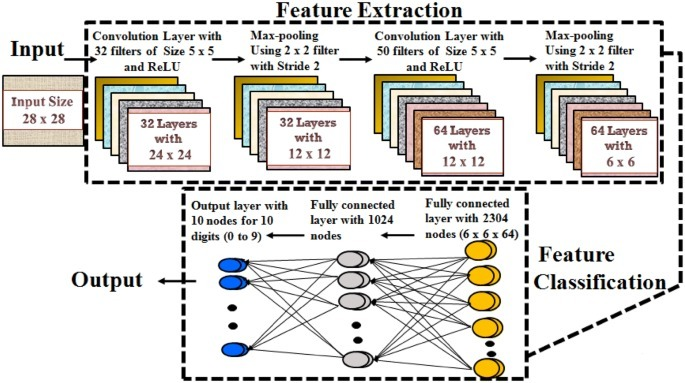 Feature Extraction
Input
Input Size
28 x 28
Convolution Layer with
32 filters of Size 5 x 5
and ReLU
32 Layers
with
24 x 24
Max-pooling
Using 2 x 2 filter
with Stride 2
32 Layers
with
12 x 12
Convolution Layer with
50 filters of Size 5 x 5
and ReLU
64 Layers
with
12 x 12
Max-pooling
Using 2 x 2 filter
with Stride 2
64 Layers
with
6 x 6
Output layer with
10 nodes for 10
digits (0 to 9)
Fully connected
layer with 1024
nodes
Fully connected
layer with 2304
nodes (6 x 6 x 64)
Output
Feature
Classification